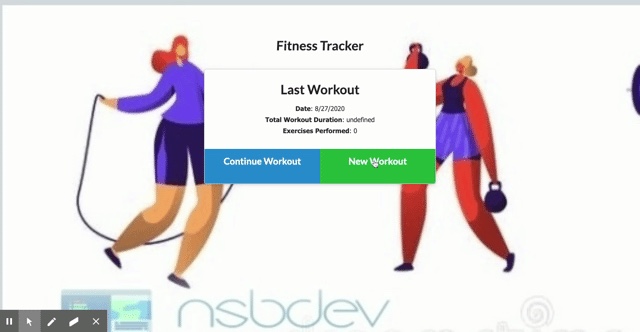 Fitness Tracker
Last Workout
Date: 8/27/2020
Total Workout Duration: undefined
Exercises Performed: 0
Continue Workout New Workout
nsbdev